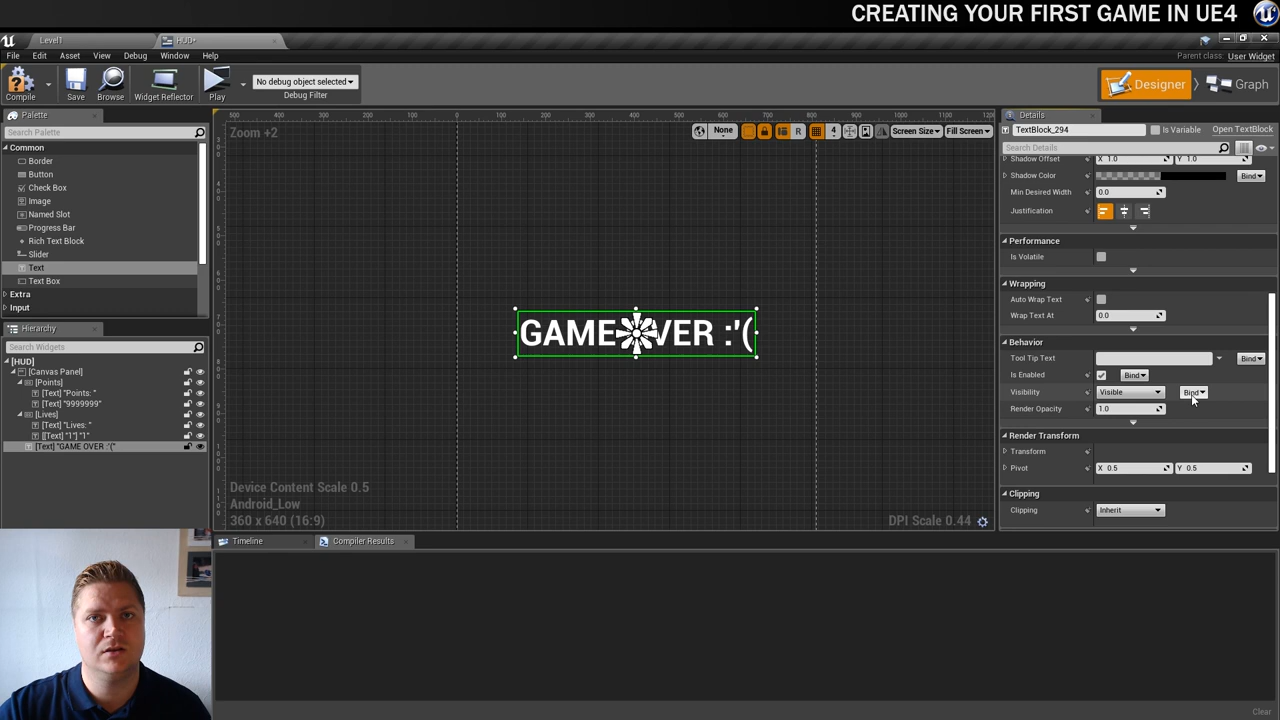 CREATING YOUR FIRST GAME IN UE4
Level1
HUD*
File Edit Asset View Debug Window Help
Parent class: User Widget
Compile Save Browse Widget Reflector Play
No debug object selected
Debug Filter
Designer Graph
Palette
Search Palette
Common
Border
Button
Check Box
Image
Named Slot
Progress Bar
Rich Text Block
Slider
Text
Text Box
Extra
Input
Hierarchy
Search Widgets
[HUD]
[Canvas Panel]
[Points]
[Text] "Points: "
[Text] "9999999"
[Lives]
[Text] "Lives: "
[[Text] "1"] "1"
[Text] "GAME OVER :'("
Zoom +2
None R 4 Screen Size Fill Screen
GAME OVER :'(
Device Content Scale 0.5
Android_Low
360 x 640 (16:9)
DPI Scale 0.44
Timeline
Compiler Results
Clear
Details
TextBlock_294 Is Variable Open TextBlock
Search Details
Shadow Offset X 1.0 Y 1.0
Shadow Color Bind
Min Desired Width 0.0
Justification
Performance
Is Volatile
Wrapping
Auto Wrap Text
Wrap Text At 0.0
Behavior
Tool Tip Text Bind
Is Enabled Bind
Visibility Visible Bind
Render Opacity 1.0
Render Transform
Transform
Pivot X 0.5 Y 0.5
Clipping
Clipping Inherit